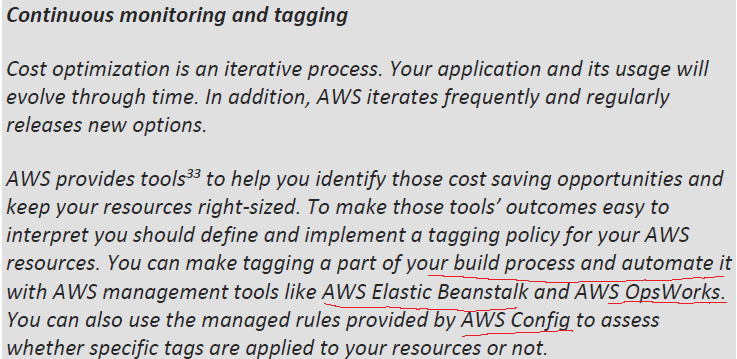 Continuous monitoring and tagging
Cost optimization is an iterative process. Your application and its usage will
evolve through time. In addition, AWS iterates frequently and regularly
releases new options.
AWS provides tools³³ to help you identify those cost saving opportunities and
keep your resources right-sized. To make those tools’ outcomes easy to
interpret you should define and implement a tagging policy for your AWS
resources. You can make tagging a part of your build process and automate it
with AWS management tools like AWS Elastic Beanstalk and AWS OpsWorks.
You can also use the managed rules provided by AWS Config to assess
whether specific tags are applied to your resources or not.